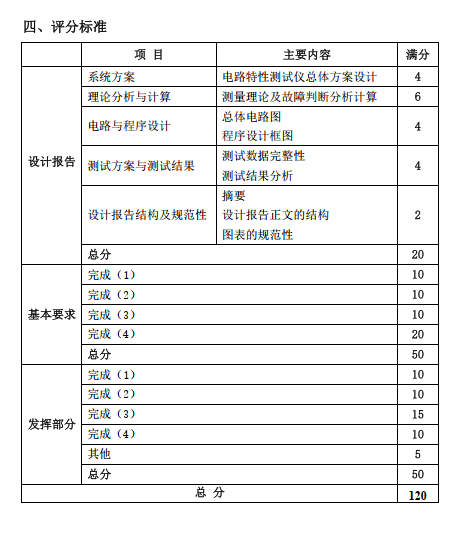 四、评分标准
项 目 主要内容 满分
设计报告
系统方案 电路特性测试仪总体方案设计 4
理论分析与计算 测量理论及故障判断分析计算 6
电路与程序设计 总体电路图 4
程序设计框图
测试方案与测试结果 测试数据完整性 4
测试结果分析
设计报告结构及规范性 摘要 2
设计报告正文的结构
图表的规范性
总分 20
基本要求
完成（1） 10
完成（2） 10
完成（3） 10
完成（4） 20
总分 50
发挥部分
完成（1） 10
完成（2） 10
完成（3） 15
完成（4） 10
其他 5
总分 50
总 分 120